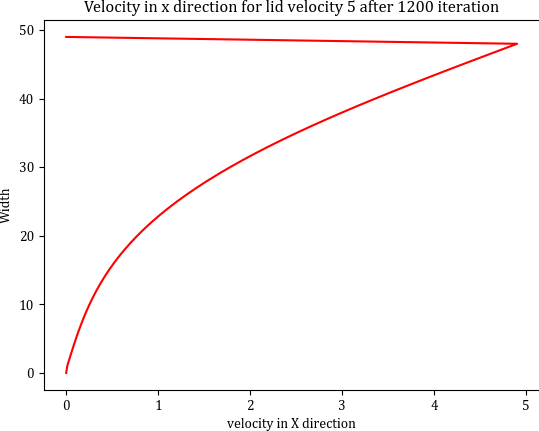 Velocity in x direction for lid velocity 5 after 1200 iteration
50
40
30
20
10
0
Width
0 1 2 3 4 5
velocity in X direction